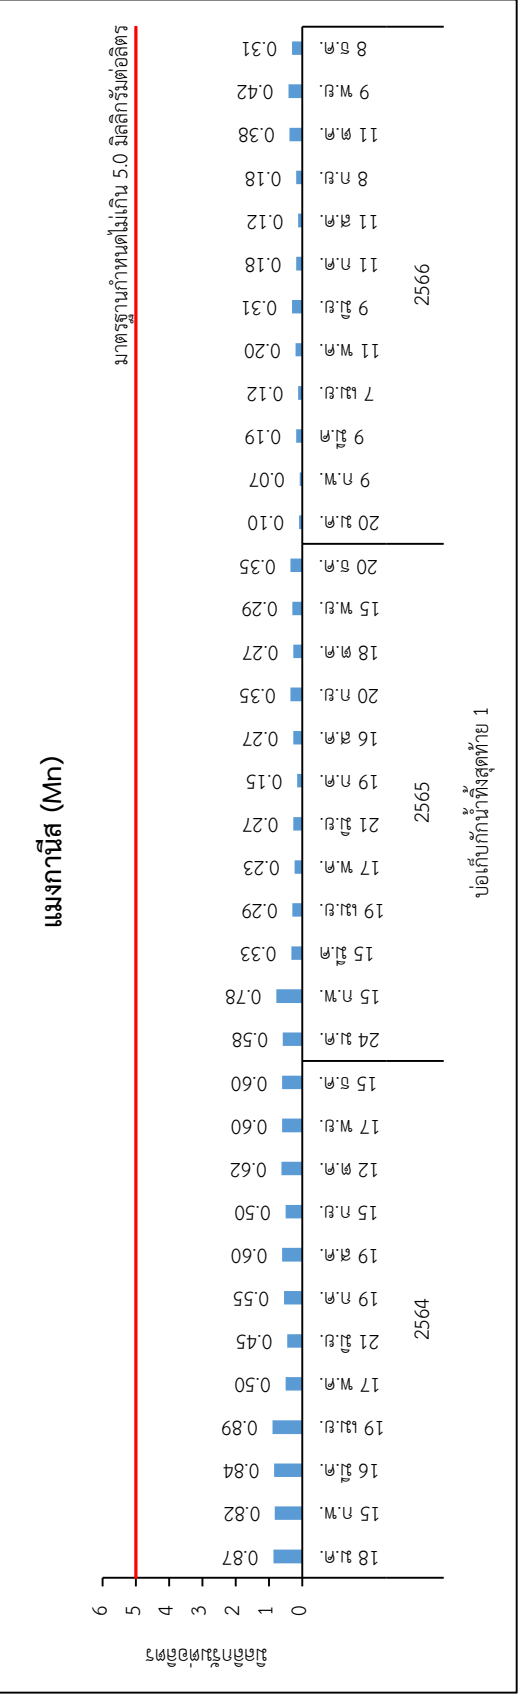 แมงกานีส (Mn)
มาตรฐานกำหนดไม่เกิน 5.0 มิลลิกรัมต่อลิตร
มิลลิกรัมต่อลิตร
6
5
4
3
2
1
0
0.87
0.82
0.84
0.89
0.50
0.45
0.55
0.60
0.50
0.62
0.60
0.60
0.58
0.78
0.33
0.29
0.23
0.27
0.15
0.27
0.35
0.27
0.29
0.35
0.10
0.07
0.19
0.12
0.20
0.31
0.18
0.12
0.18
0.38
0.42
0.31
18 ม.ค.
15 ก.พ.
16 มี.ค.
19 เม.ย.
17 พ.ค.
21 มิ.ย.
19 ก.ค.
19 ส.ค.
15 ก.ย.
12 ต.ค.
17 พ.ย.
15 ธ.ค.
24 ม.ค.
15 ก.พ.
15 มี.ค
19 เม.ย.
17 พ.ค.
21 มิ.ย.
19 ก.ค.
16 ส.ค.
20 ก.ย.
18 ต.ค.
15 พ.ย.
20 ธ.ค.
20 ม.ค.
9 ก.พ.
9 มี.ค
7 เม.ย.
11 พ.ค.
9 มิ.ย.
11 ก.ค.
11 ส.ค.
8 ก.ย.
11 ต.ค.
9 พ.ย.
8 ธ.ค.
2564
2565
2566
บ่อเก็บกักน้ำทิ้งสุดท้าย 1